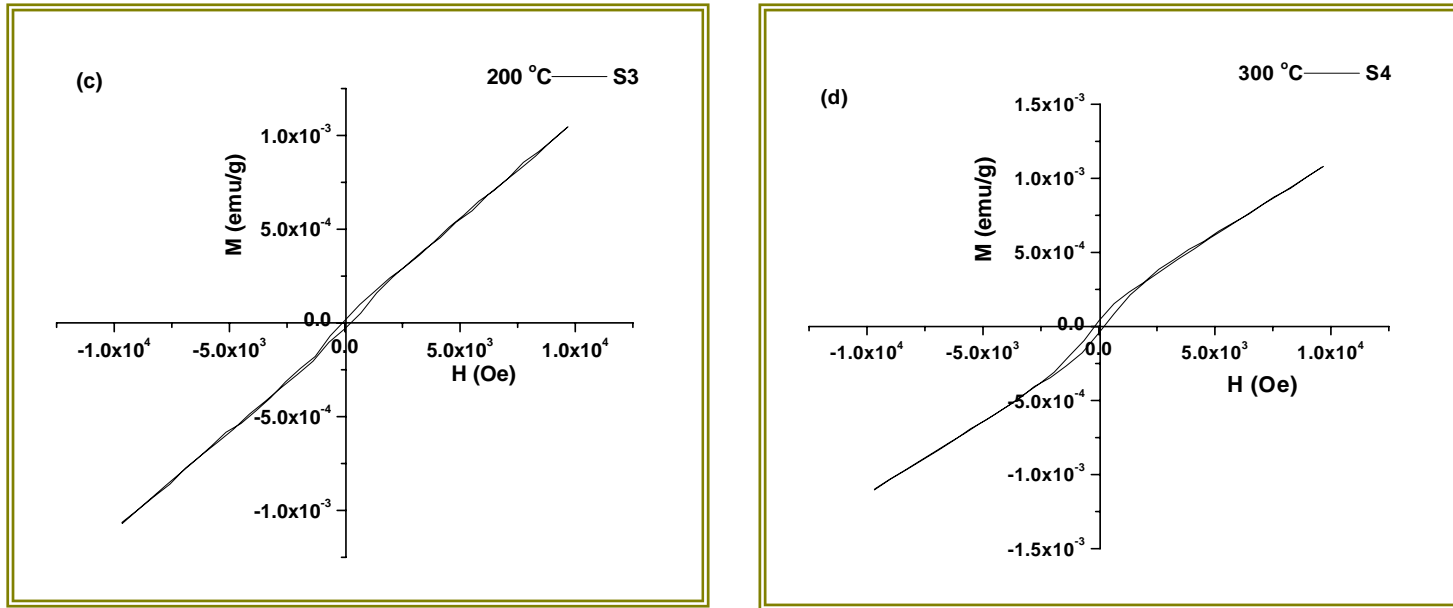 (c)
200 °C — S3
M (emu/g)
1.0x10⁻³
5.0x10⁻⁴
0.0
-5.0x10⁻⁴
-1.0x10⁻³
-1.0x10⁴ -5.0x10³ 0.0 5.0x10³ 1.0x10⁴
H (Oe)
(d)
300 °C — S4
M (emu/g)
1.5x10⁻³
1.0x10⁻³
5.0x10⁻⁴
0.0
-5.0x10⁻⁴
-1.0x10⁻³
-1.5x10⁻³
-1.0x10⁴ -5.0x10³ 0.0 5.0x10³ 1.0x10⁴
H (Oe)